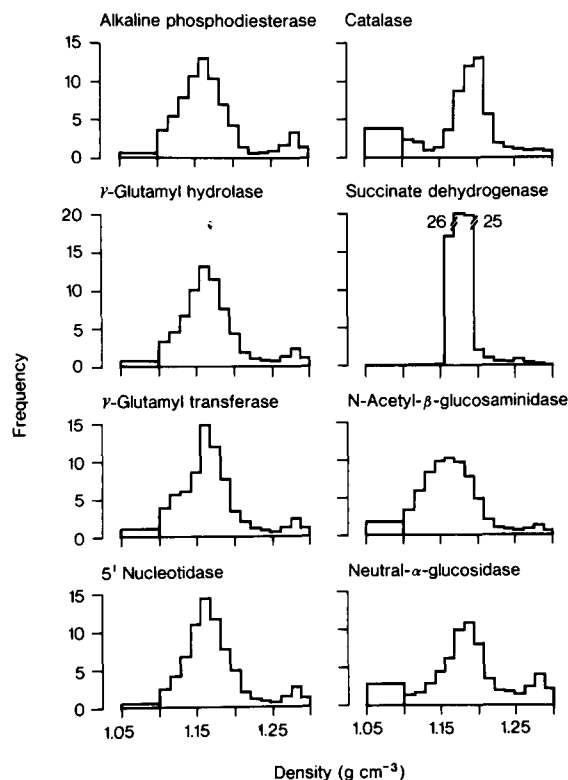 Alkaline phosphodiesterase
15
10
5
0
Catalase
γ-Glutamyl hydrolase
20
15
10
5
0
Succinate dehydrogenase
26 25
γ-Glutamyl transferase
15
10
5
0
N-Acetyl-β-glucosaminidase
5' Nucleotidase
15
10
5
0
1.05 1.15 1.25
Neutral-α-glucosidase
1.05 1.15 1.25
Frequency
Density (g cm⁻³)